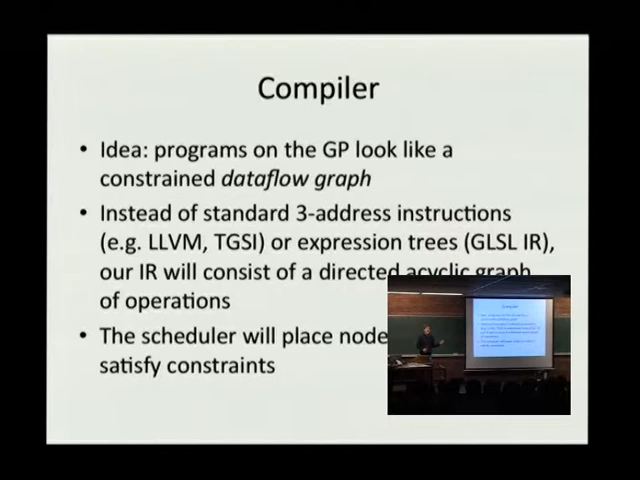 Compiler
• Idea: programs on the GP look like a
constrained dataflow graph
• Instead of standard 3-address instructions
(e.g. LLVM, TGSI) or expression trees (GLSL IR),
our IR will consist of a directed acyclic graph
of operations
• The scheduler will place node
satisfy constraints
Compiler